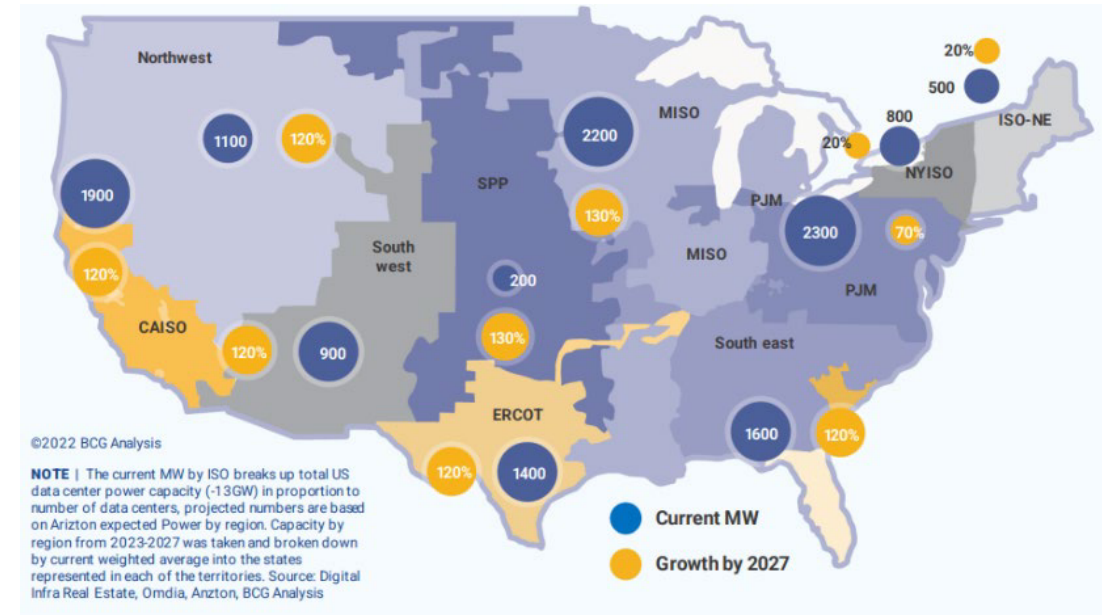 Northwest
1100
120%
1900
120%
CAISO
120%
900
South
west
SPP
200
130%
2200
130%
MISO
MISO
PJM
2300
70%
PJM
20%
500
800
20%
ISO-NE
NYISO
South east
1600
120%
ERCOT
120%
1400
Current MW
Growth by 2027
©2022 BCG Analysis
NOTE | The current MW by ISO breaks up total US
data center power capacity (-13GW) in proportion to
number of data centers, projected numbers are based
on Arizton expected Power by region. Capacity by
region from 2023-2027 was taken and broken down
by current weighted average into the states
represented in each of the territories. Source: Digital
Infra Real Estate, Omdia, Anzton, BCG Analysis